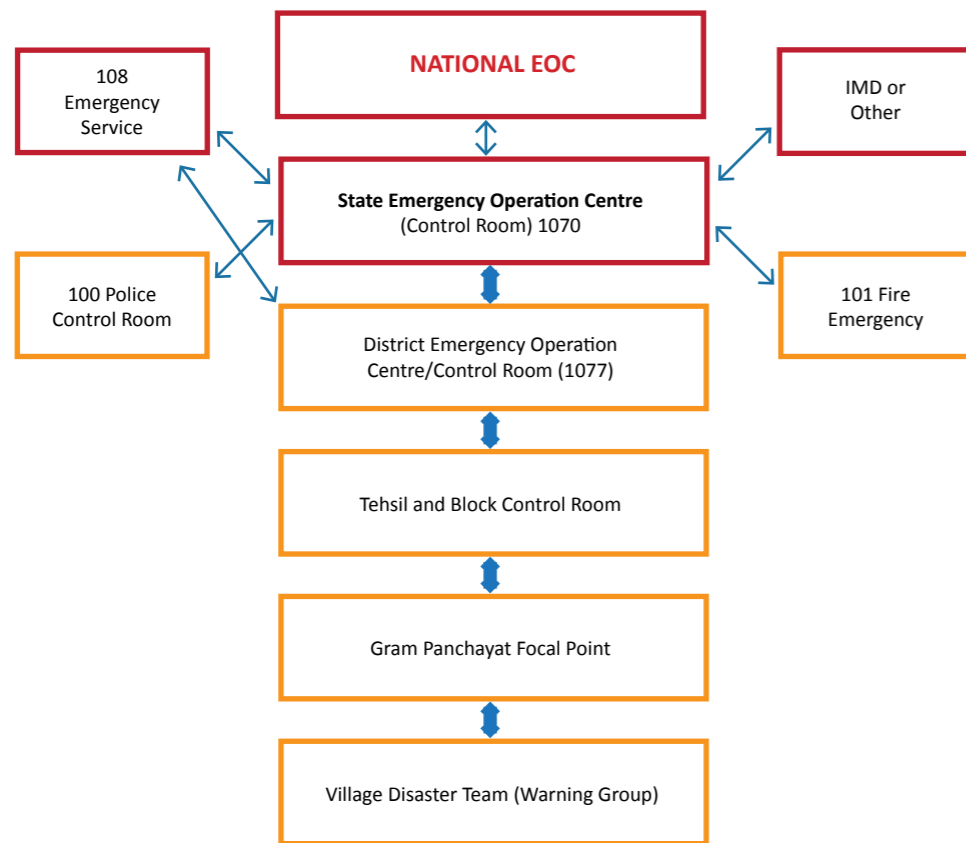 NATIONAL EOC
108
Emergency
Service
IMD or
Other
State Emergency Operation Centre
(Control Room) 1070
100 Police
Control Room
101 Fire
Emergency
District Emergency Operation
Centre/Control Room (1077)
Tehsil and Block Control Room
Gram Panchayat Focal Point
Village Disaster Team (Warning Group)